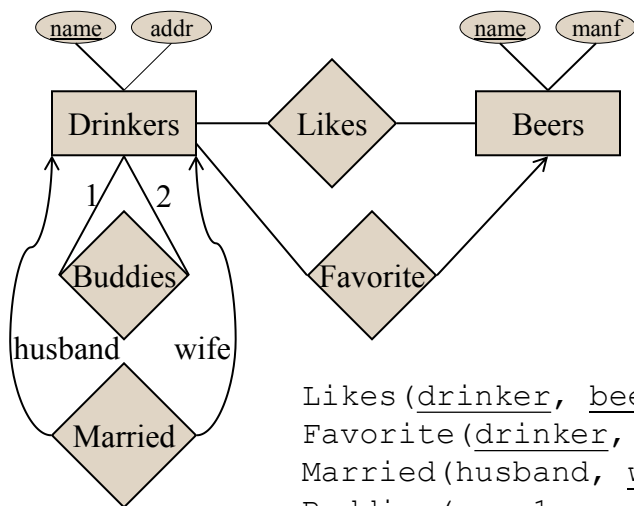 name addr name manf
Drinkers Likes Beers
1 2
Buddies Favorite
husband wife
Married
Likes(drinker,
Favorite(drinker,
Married(husband,